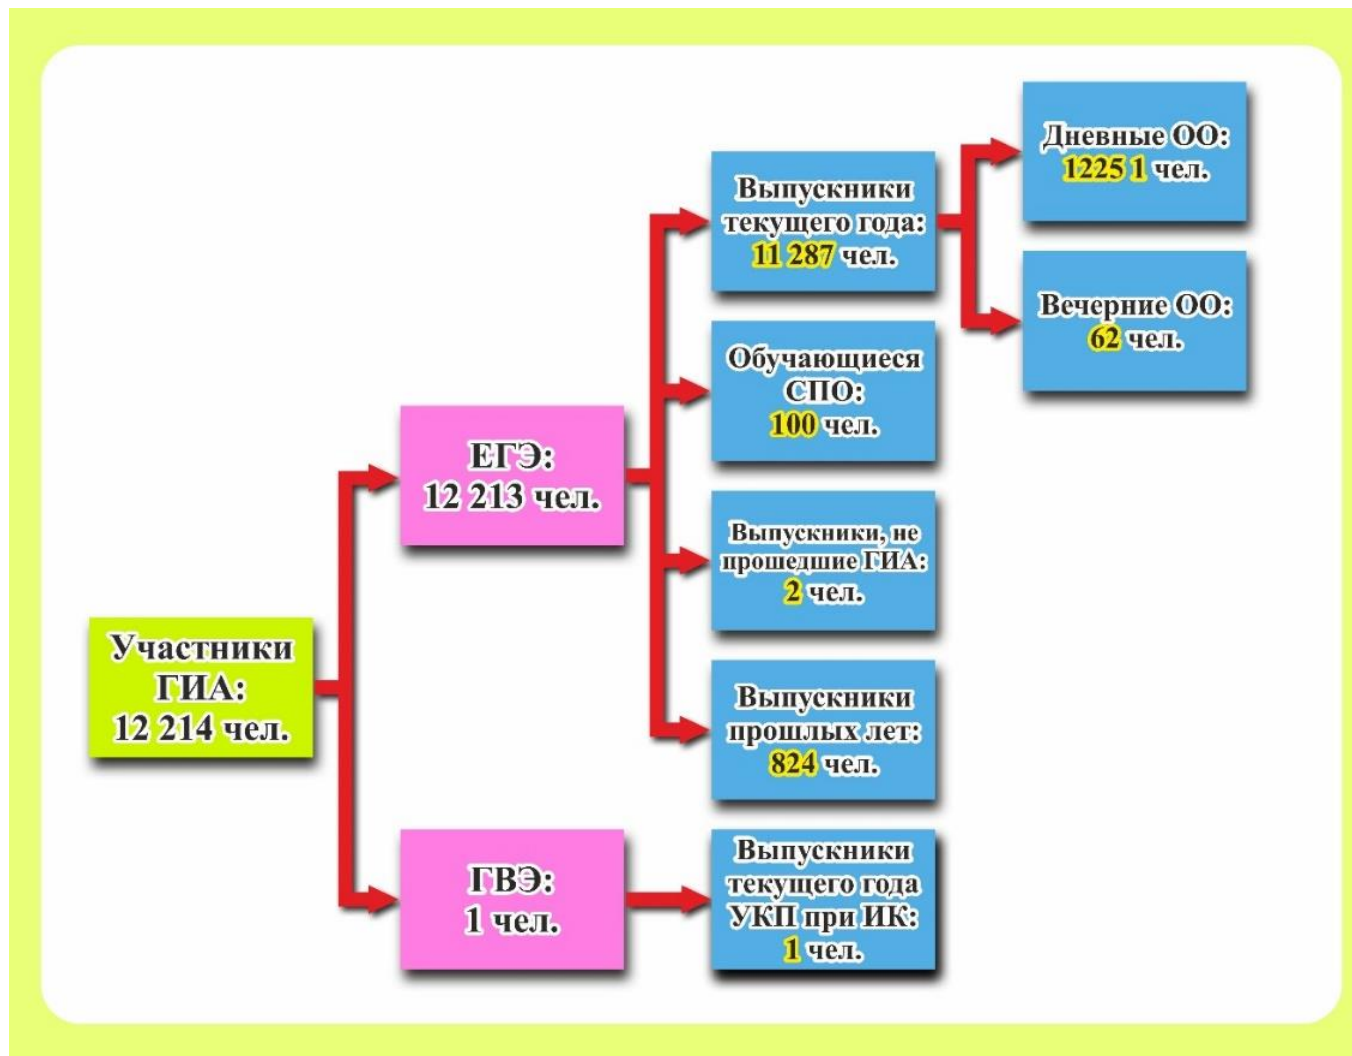 Участники
ГИА:
12 214 чел.
ЕГЭ:
12 213 чел.
Выпускники
текущего года:
11 287 чел.
Дневные ОО:
1225 1 чел.
Вечерние ОО:
62 чел.
Обучающиеся
СПО:
100 чел.
Выпускники, не
прошедшие ГИА:
2 чел.
Выпускники
прошлых лет:
824 чел.
ГВЭ:
1 чел.
Выпускники
текущего года
УКП при ИК:
1 чел.